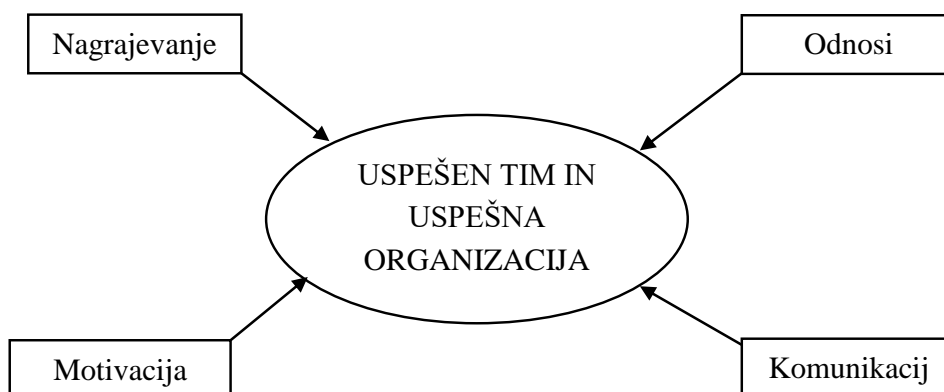 Nagrajevanje
Odnosi
USPEŠEN TIM IN
USPEŠNA
ORGANIZACIJA
Motivacija
Komunikacij